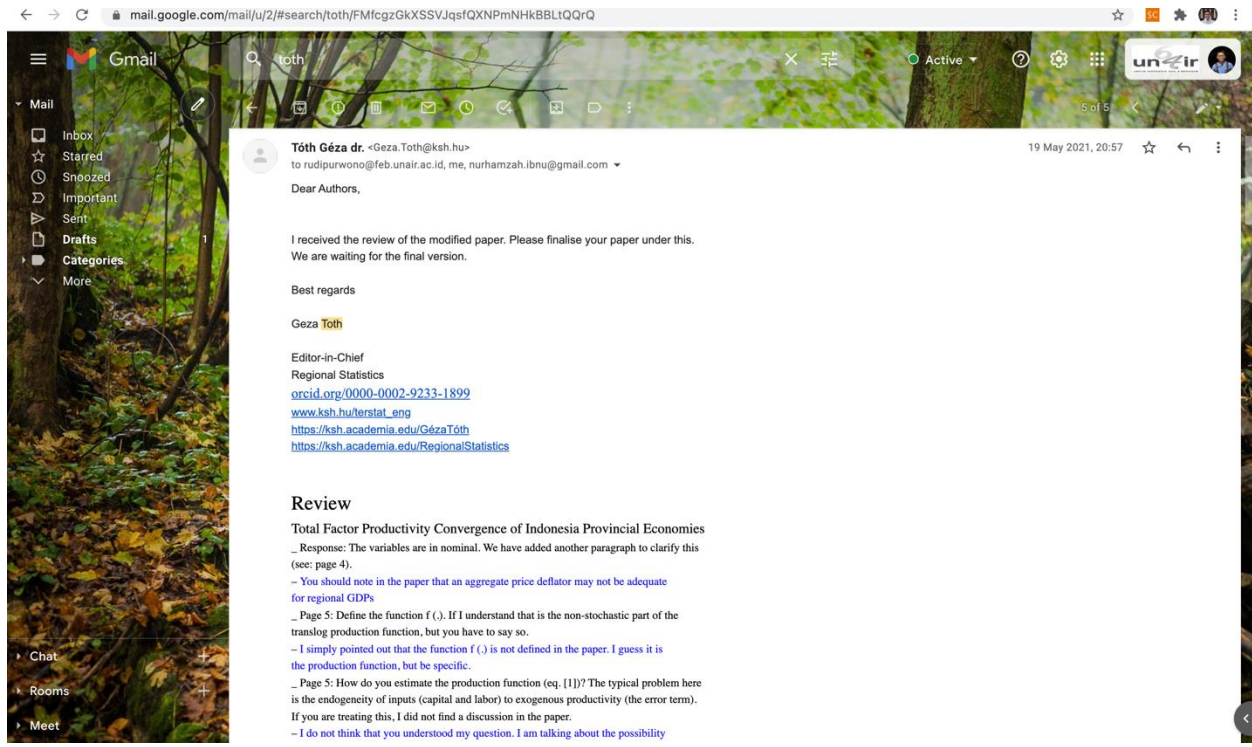 mail.google.com/mail/u/2/#search/toth/FMfcgzGkXSSVJqsfQXNPmNHkBBLtQQrQ
SC
Gmail
toth
Active
un4ir
Mail
5 of 5
Inbox
Starred
Snoozed
Important
Sent
Drafts 1
Categories
More
Tóth Géza dr. <Geza.Toth@ksh.hu>
19 May 2021, 20:57
to rudipurwono@feb.unair.ac.id, me, nurhamzah.ibnu@gmail.com
Dear Authors,
I received the review of the modified paper. Please finalise your paper under this.
We are waiting for the final version.
Best regards
Geza Toth
Editor-in-Chief
Regional Statistics
orcid.org/0000-0002-9233-1899
www.ksh.hu/terstat_eng
https://ksh.academia.edu/GézaTóth
https://ksh.academia.edu/RegionalStatistics
Review
Total Factor Productivity Convergence of Indonesia Provincial Economies
_ Response: The variables are in nominal. We have added another paragraph to clarify this
(see: page 4).
– You should note in the paper that an aggregate price deflator may not be adequate
for regional GDPs
_ Page 5: Define the function f (.). If I understand that is the non-stochastic part of the
translog production function, but you have to say so.
– I simply pointed out that the function f (.) is not defined in the paper. I guess it is
the production function, but be specific.
_ Page 5: How do you estimate the production function (eq. [1])? The typical problem here
is the endogeneity of inputs (capital and labor) to exogenous productivity (the error term).
If you are treating this, I did not find a discussion in the paper.
– I do not think that you understood my question. I am talking about the possibility
Chat
Rooms
Meet